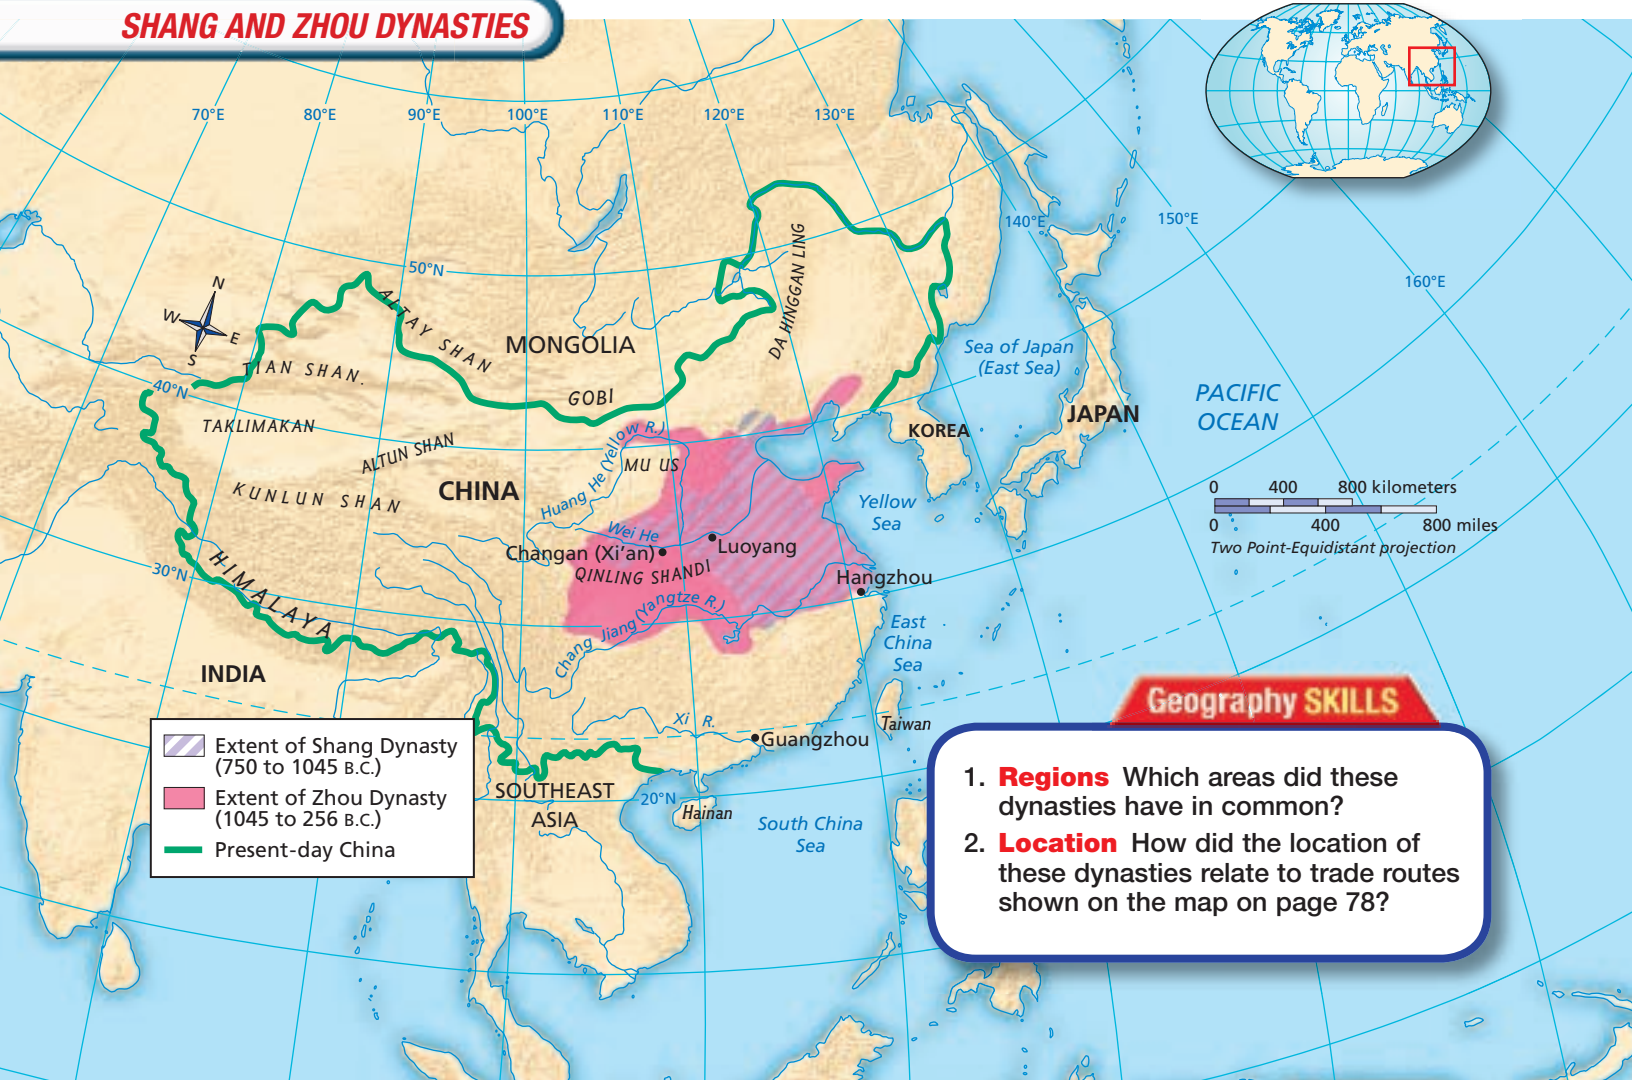 SHANG AND ZHOU DYNASTIES
70°E
80°E
90°E
100°E
110°E
120°E
130°E
140°E
150°E
160°E
50°N
40°N
30°N
20°N
N
W
E
S
ALTAY SHAN
MONGOLIA
DA HINGGAN LING
TIAN SHAN.
GOBI
TAKLIMAKAN
ALTUN SHAN
KUNLUN SHAN
CHINA
MU US
Huang He (Yellow R.)
Wei He
Changan (Xi'an)
Luoyang
QINLING SHANDI
Hangzhou
Chang Jiang (Yangtze R.)
HIMALAYA
INDIA
Xi R.
Guangzhou
SOUTHEAST
ASIA
Hainan
Taiwan
South China
Sea
East
China
Sea
Yellow
Sea
KOREA
JAPAN
Sea of Japan
(East Sea)
PACIFIC
OCEAN
0 400 800 kilometers
0 400 800 miles
Two Point-Equidistant projection
Extent of Shang Dynasty
(750 to 1045 B.C.)
Extent of Zhou Dynasty
(1045 to 256 B.C.)
Present-day China
Geography SKILLS
1. Regions Which areas did these
dynasties have in common?
2. Location How did the location of
these dynasties relate to trade routes
shown on the map on page 78?